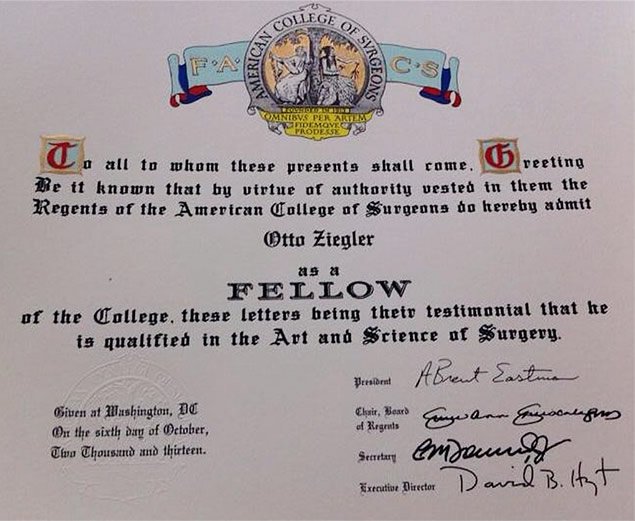 F·A· C·S
AMERICAN COLLEGE OF SURGEONS
FOUNDED IN 1913
OMNIBVS PER ARTEM
FIDEMQVE
PRODESSE
To all to whom these presents shall come, Greeting
Be it known that by virtue of authority vested in them the
Regents of the American College of Surgeons do hereby admit
Otto Ziegler
as a
FELLOW
of the College, these letters being their testimonial that he
is qualified in the Art and Science of Surgery.
Given at Washington, DC
On the sixth day of October,
Two Thousand and thirteen.
President A Brent Eastman
Chair, Board
of Regents
Secretary
Executive Director David B. Hoyt